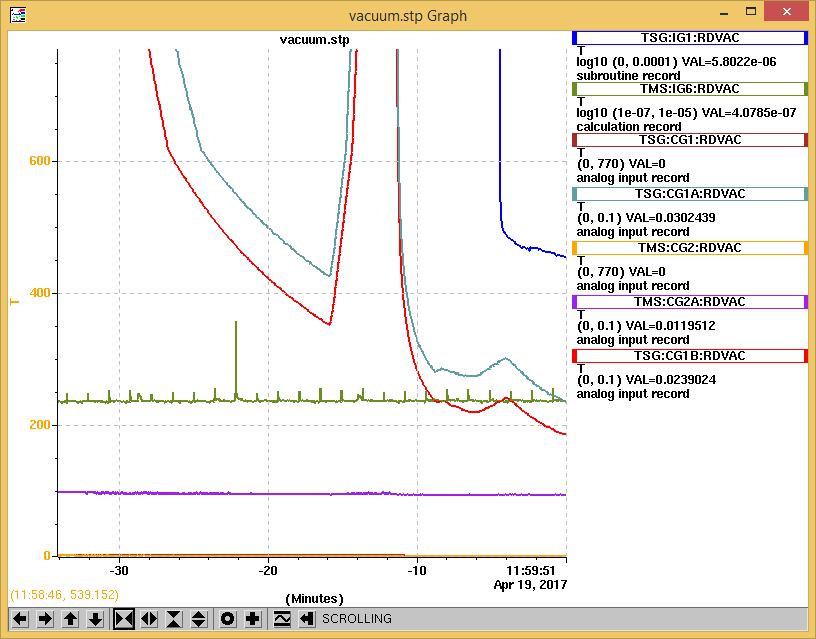 vacuum.stp Graph
vacuum.stp
600
400
T
200
0
-30
-20
-10
11:59:51
Apr 19, 2017
(Minutes)
(11:58:46, 539.152)
SCROLLING
TSG:IG1:RDVAC
T
log10 (0, 0.0001) VAL=5.8022e-06
subroutine record
TMS:IG6:RDVAC
T
log10 (1e-07, 1e-05) VAL=4.0785e-07
calculation record
TSG:CG1:RDVAC
T
(0, 770) VAL=0
analog input record
TSG:CG1A:RDVAC
T
(0, 0.1) VAL=0.0302439
analog input record
TMS:CG2:RDVAC
T
(0, 770) VAL=0
analog input record
TMS:CG2A:RDVAC
T
(0, 0.1) VAL=0.0119512
analog input record
TSG:CG1B:RDVAC
T
(0, 0.1) VAL=0.0239024
analog input record